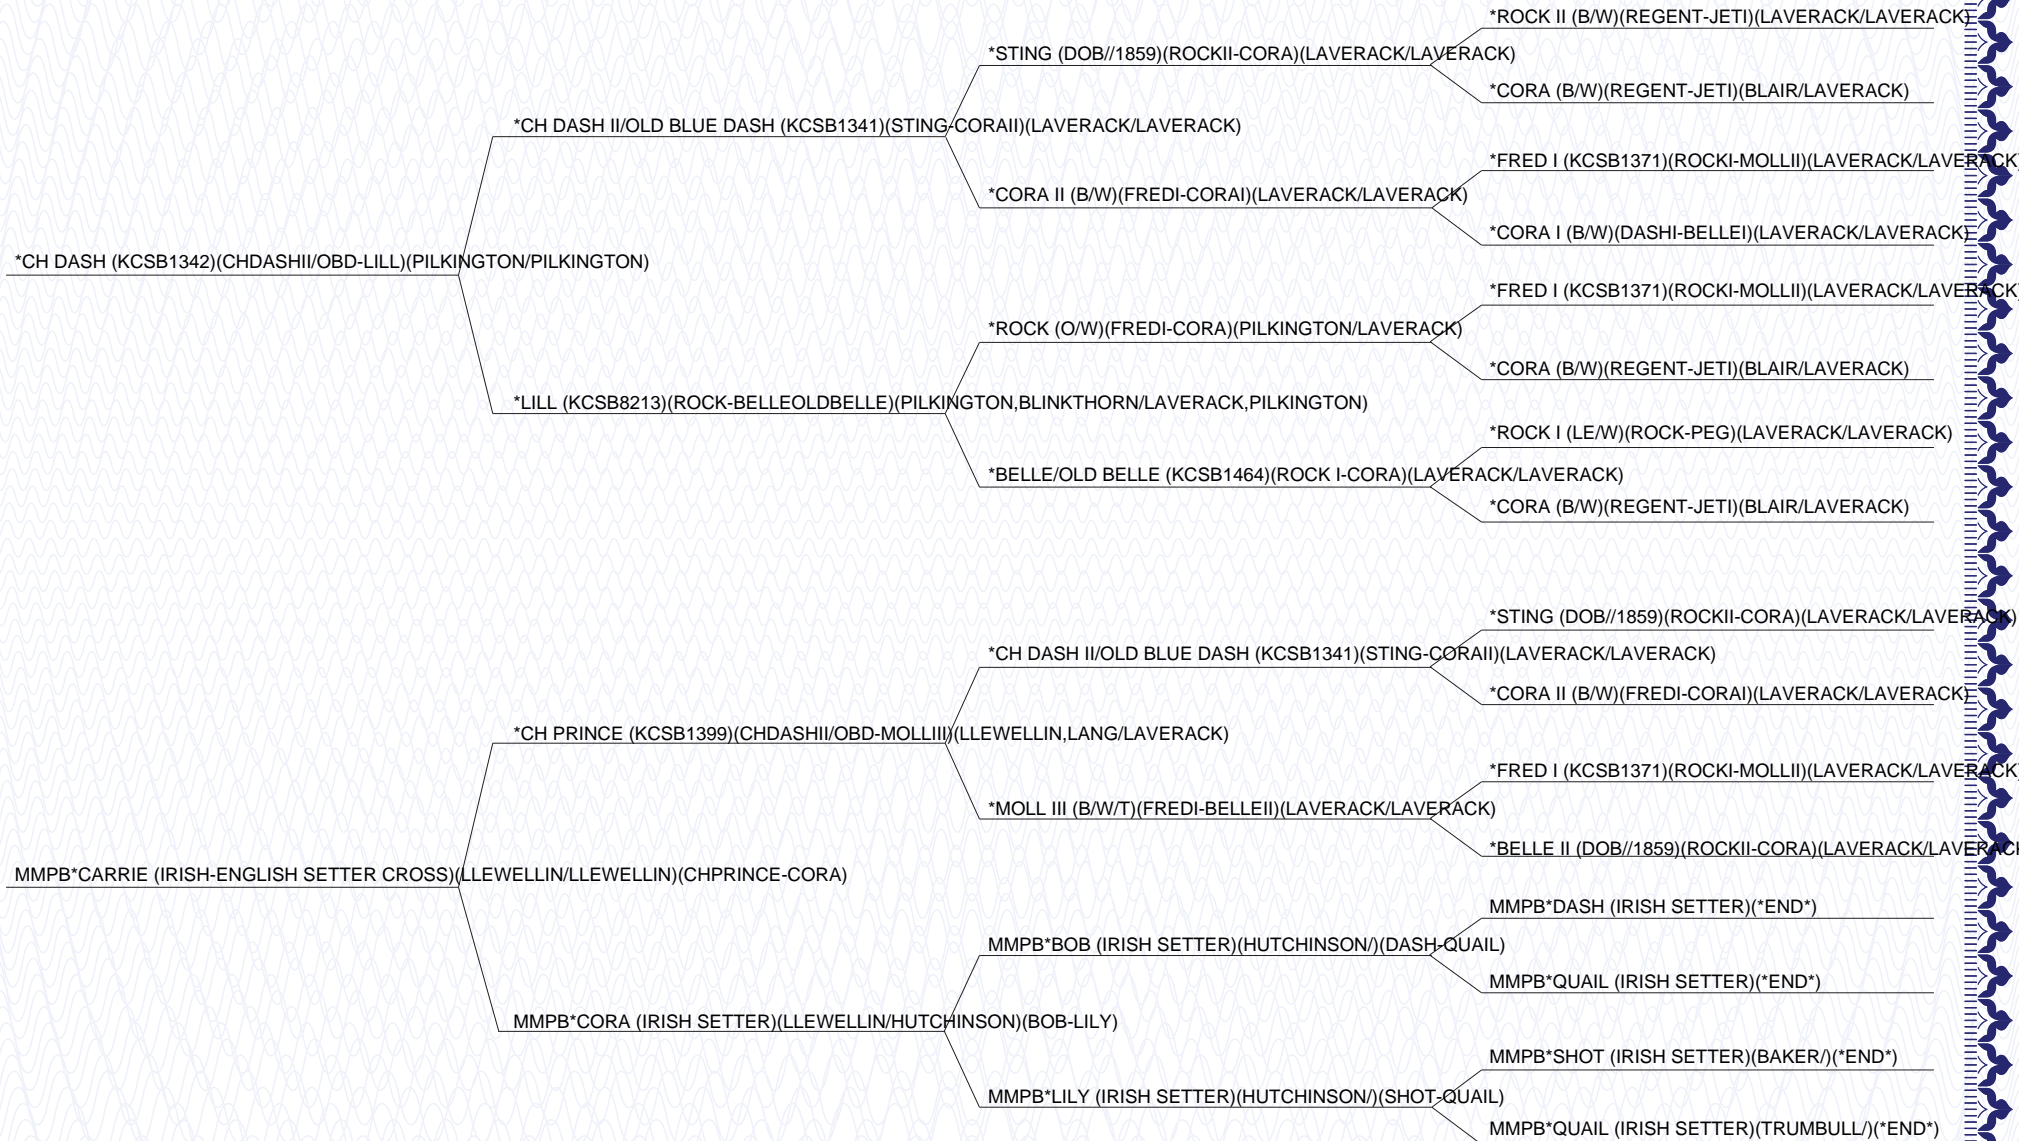 *ROCK II (B/W)(REGENT-JETI)(LAVERACK/LAVERACK)
*STING (DOB//1859)(ROCKII-CORA)(LAVERACK/LAVERACK)
*CORA (B/W)(REGENT-JETI)(BLAIR/LAVERACK)
*CH DASH II/OLD BLUE DASH (KCSB1341)(STING-CORAII)(LAVERACK/LAVERACK)
*FRED I (KCSB1371)(ROCKI-MOLLII)(LAVERACK/LAVERACK)
*CORA II (B/W)(FREDI-CORAI)(LAVERACK/LAVERACK)
*CORA I (B/W)(DASHI-BELLEI)(LAVERACK/LAVERACK)
*CH DASH (KCSB1342)(CHDASHII/OBD-LILL)(PILKINGTON/PILKINGTON)
*FRED I (KCSB1371)(ROCKI-MOLLII)(LAVERACK/LAVERACK)
*ROCK (O/W)(FREDI-CORA)(PILKINGTON/LAVERACK)
*CORA (B/W)(REGENT-JETI)(BLAIR/LAVERACK)
*LILL (KCSB8213)(ROCK-BELLEOLDBELLE)(PILKINGTON,BLINKTHORN/LAVERACK,PILKINGTON)
*ROCK I (LE/W)(ROCK-PEG)(LAVERACK/LAVERACK)
*BELLE/OLD BELLE (KCSB1464)(ROCK I-CORA)(LAVERACK/LAVERACK)
*CORA (B/W)(REGENT-JETI)(BLAIR/LAVERACK)
*STING (DOB//1859)(ROCKII-CORA)(LAVERACK/LAVERACK)
*CH DASH II/OLD BLUE DASH (KCSB1341)(STING-CORAII)(LAVERACK/LAVERACK)
*CORA II (B/W)(FREDI-CORAI)(LAVERACK/LAVERACK)
*CH PRINCE (KCSB1399)(CHDASHII/OBD-MOLLIII)(LLEWELLIN,LANG/LAVERACK)
*FRED I (KCSB1371)(ROCKI-MOLLII)(LAVERACK/LAVERACK)
*MOLL III (B/W/T)(FREDI-BELLEII)(LAVERACK/LAVERACK)
*BELLE II (DOB//1859)(ROCKII-CORA)(LAVERACK/LAVERACK
MMPB*CARRIE (IRISH-ENGLISH SETTER CROSS)(LLEWELLIN/LLEWELLIN)(CHPRINCE-CORA)
MMPB*DASH (IRISH SETTER)(*END*)
MMPB*BOB (IRISH SETTER)(HUTCHINSON/)(DASH-QUAIL)
MMPB*QUAIL (IRISH SETTER)(*END*)
MMPB*CORA (IRISH SETTER)(LLEWELLIN/HUTCHINSON)(BOB-LILY)
MMPB*SHOT (IRISH SETTER)(BAKER/)(*END*)
MMPB*LILY (IRISH SETTER)(HUTCHINSON/)(SHOT-QUAIL)
MMPB*QUAIL (IRISH SETTER)(TRUMBULL/)(*END*)